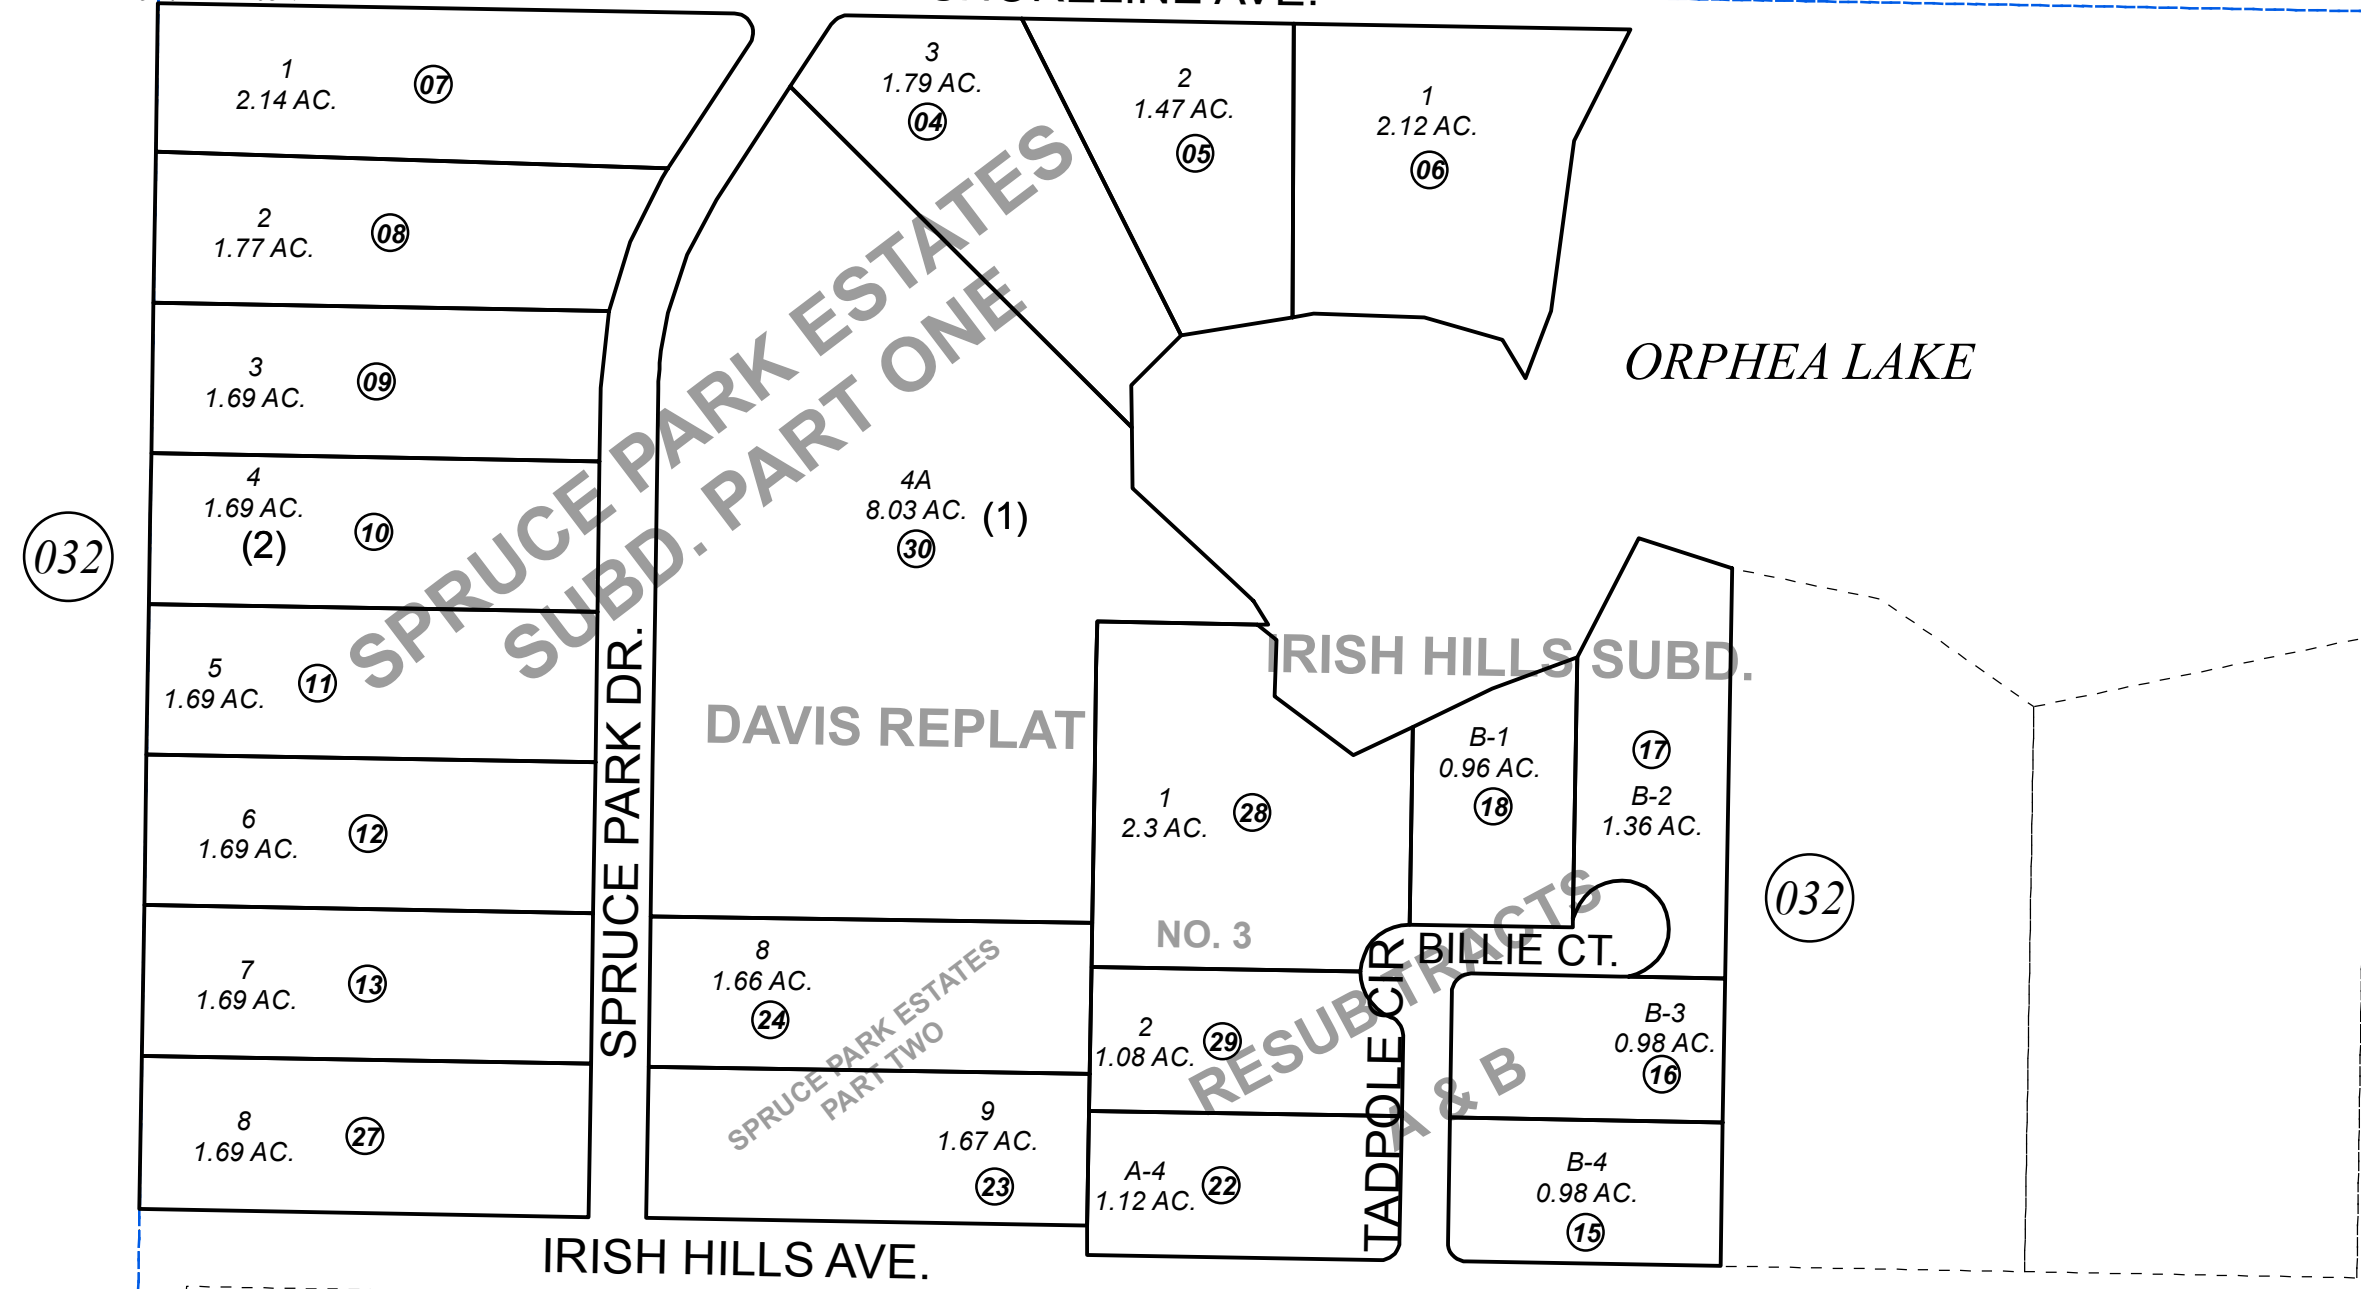 SHORELINE AVE.
1
2.14 AC.
07
3
1.79 AC.
04
2
1.47 AC.
05
1
2.12 AC.
06
2
1.77 AC.
08
SPRUCE PARK ESTATES
SUBD. PART ONE
ORPHEA LAKE
3
1.69 AC.
09
4
1.69 AC.
(2)
10
4A
8.03 AC.
(1)
30
032
5
1.69 AC.
11
SPRUCE PARK DR.
IRISH HILLS SUBD.
DAVIS REPLAT
NO. 3
6
1.69 AC.
12
1
2.3 AC.
28
B-1
0.96 AC.
18
17
B-2
1.36 AC.
032
7
1.69 AC.
13
8
1.66 AC.
24
SPRUCE PARK ESTATES
PART TWO
BILLIE CT.
TADPOLE CIR
RESUB TRACTS
A & B
2
1.08 AC.
29
B-3
0.98 AC.
16
8
1.69 AC.
27
9
1.67 AC.
23
A-4
1.12 AC.
22
B-4
0.98 AC.
15
IRISH HILLS AVE.